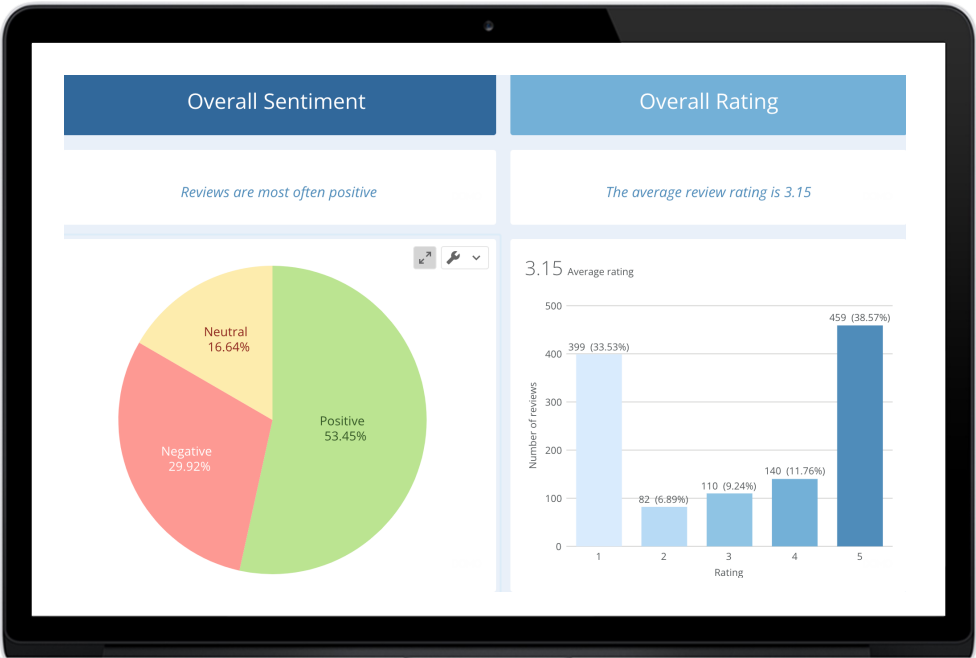 Overall Sentiment
Overall Rating
Reviews are most often positive
The average review rating is 3.15
Neutral
16.64%
Positive
53.45%
Negative
29.92%
3.15 Average rating
Number of reviews
500
400
300
200
100
0
399 (33.53%)
82 (6.89%)
110 (9.24%)
140 (11.76%)
459 (38.57%)
1
2
3
4
5
Rating